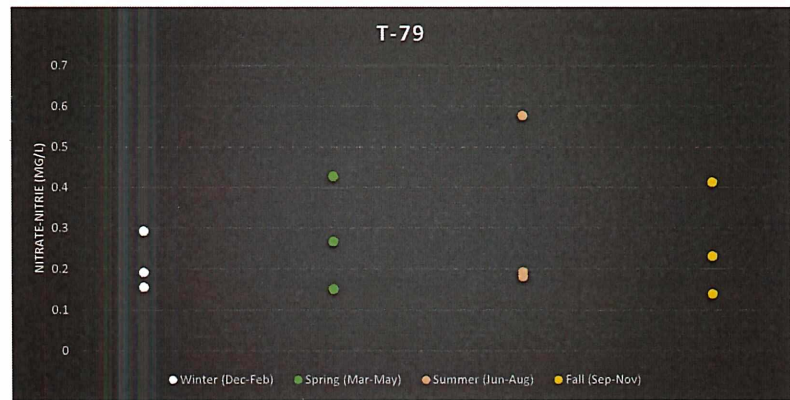 T-79
NITRATE-NITRIE (MG/L)
0.7
0.6
0.5
0.4
0.3
0.2
0.1
0
Winter (Dec-Feb) Spring (Mar-May) Summer (Jun-Aug) Fall (Sep-Nov)